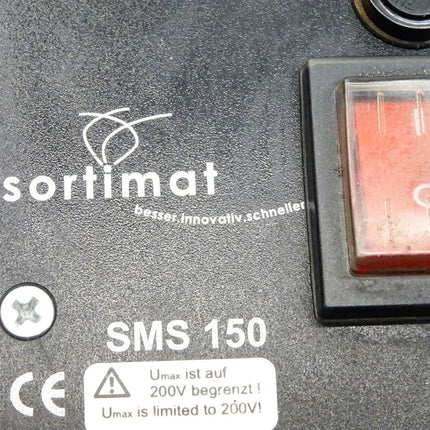 sortimat
besser.innovativ.schneller
SMS 150
CE
Umax ist auf
200V begrenzt !
Umax is limited to 200V!